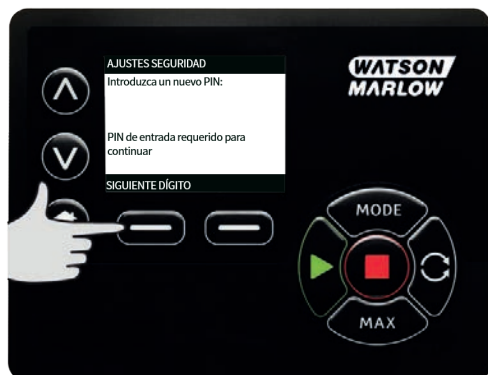 AJUSTES SEGURIDAD
Introduzca un nuevo PIN:
PIN de entrada requerido para
continuar
SIGUIENTE DÍGITO
WATSON
MARLOW
MODE
MAX